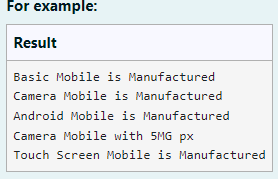 For example:
Result
Basic Mobile is Manufactured
Camera Mobile is Manufactured
Android Mobile is Manufactured
Camera Mobile with 5MG px
Touch Screen Mobile is Manufactured